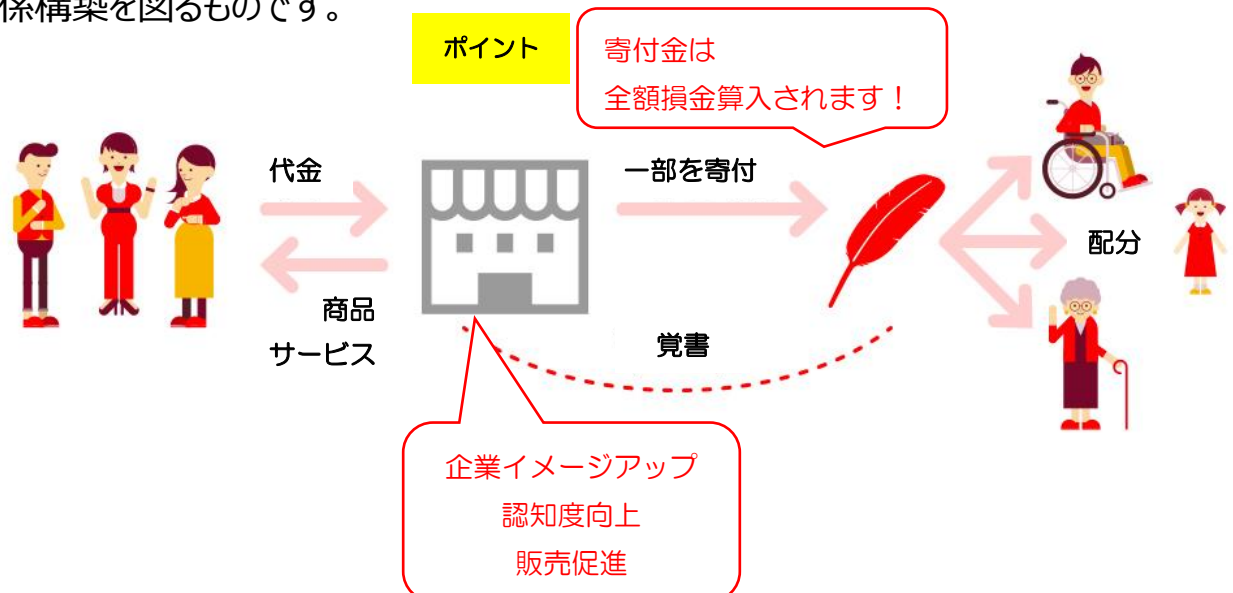 係構築を図るものです。
ポイント
寄付金は
全額損金算入されます！
代金
一部を寄付
配分
商品
サービス
覚書
企業イメージアップ
認知度向上
販売促進